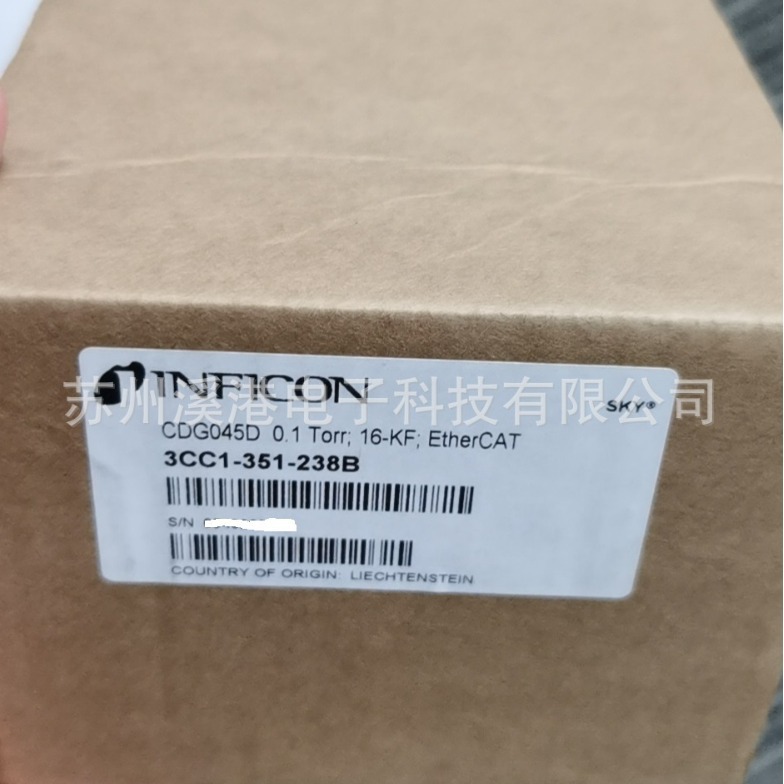 INFICON
苏州溪港电子科技有限公司
SKY®
CDG045D 0.1 Torr; 16-KF; EtherCAT
3CC1-351-238B
S/N
COUNTRY OF ORIGIN: LIECHTENSTEIN